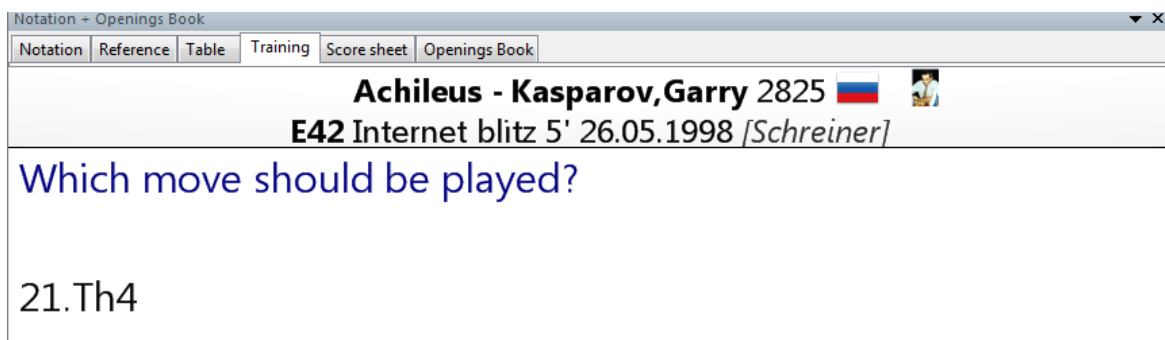 Notation + Openings Book
Notation Reference Table Training Score sheet Openings Book
Achileus - Kasparov,Garry 2825
E42 Internet blitz 5' 26.05.1998 [Schreiner]
Which move should be played?
21.Th4